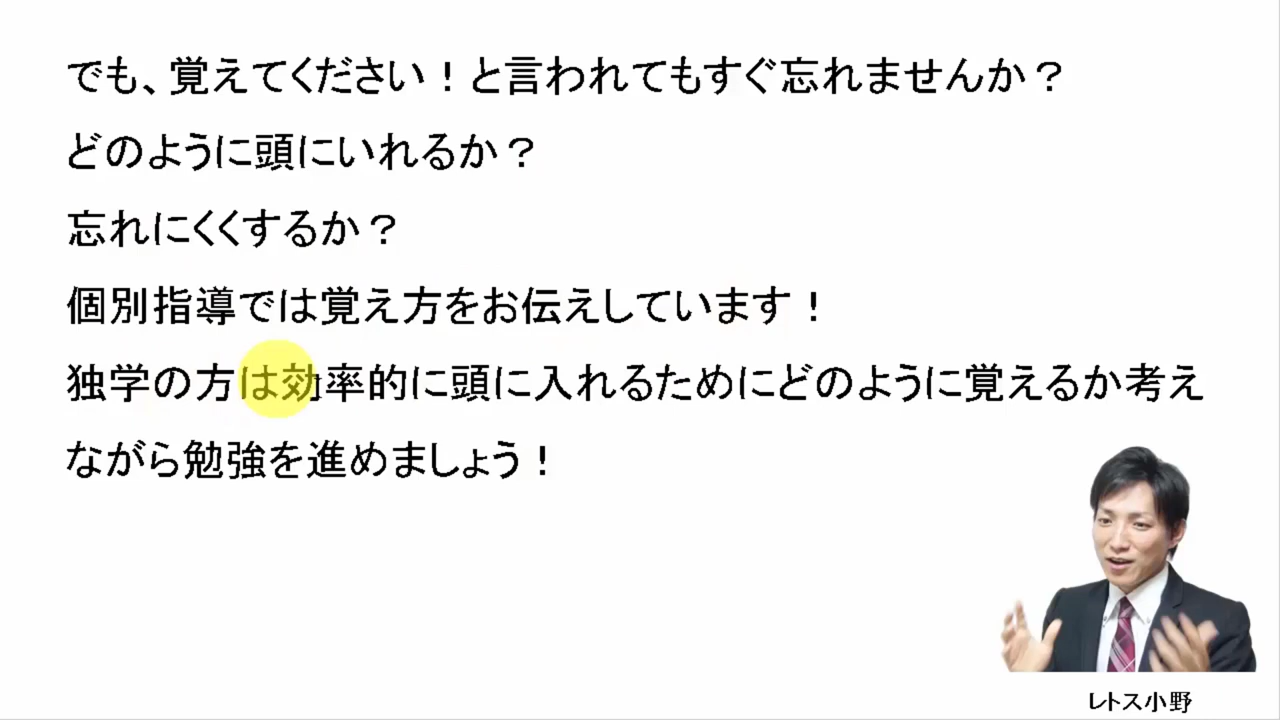 でも、覚えてください！と言われてもすぐ忘れませんか？
どのように頭にいれるか？
忘れにくくするか？
個別指導では覚え方をお伝えしています！
独学の方は効率的に頭に入れるためにどのように覚えるか考え
ながら勉強を進めましょう！
レトス小野